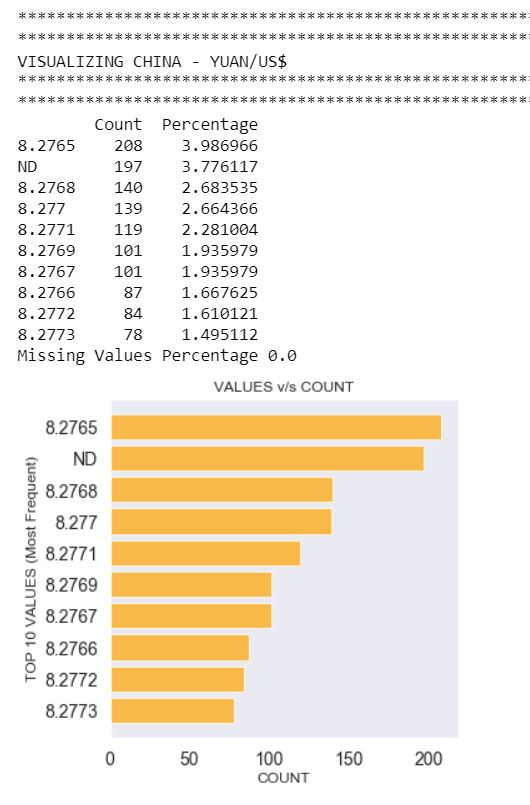 *****************************************************
*****************************************************
VISUALIZING CHINA - YUAN/US$
*****************************************************
*****************************************************
Count Percentage
8.2765 208 3.986966
ND 197 3.776117
8.2768 140 2.683535
8.277 139 2.664366
8.2771 119 2.281004
8.2769 101 1.935979
8.2767 101 1.935979
8.2766 87 1.667625
8.2772 84 1.610121
8.2773 78 1.495112
Missing Values Percentage 0.0
VALUES v/s COUNT
TOP 10 VALUES (Most Frequent)
8.2765
ND
8.2768
8.277
8.2771
8.2769
8.2767
8.2766
8.2772
8.2773
0 50 100 150 200
COUNT